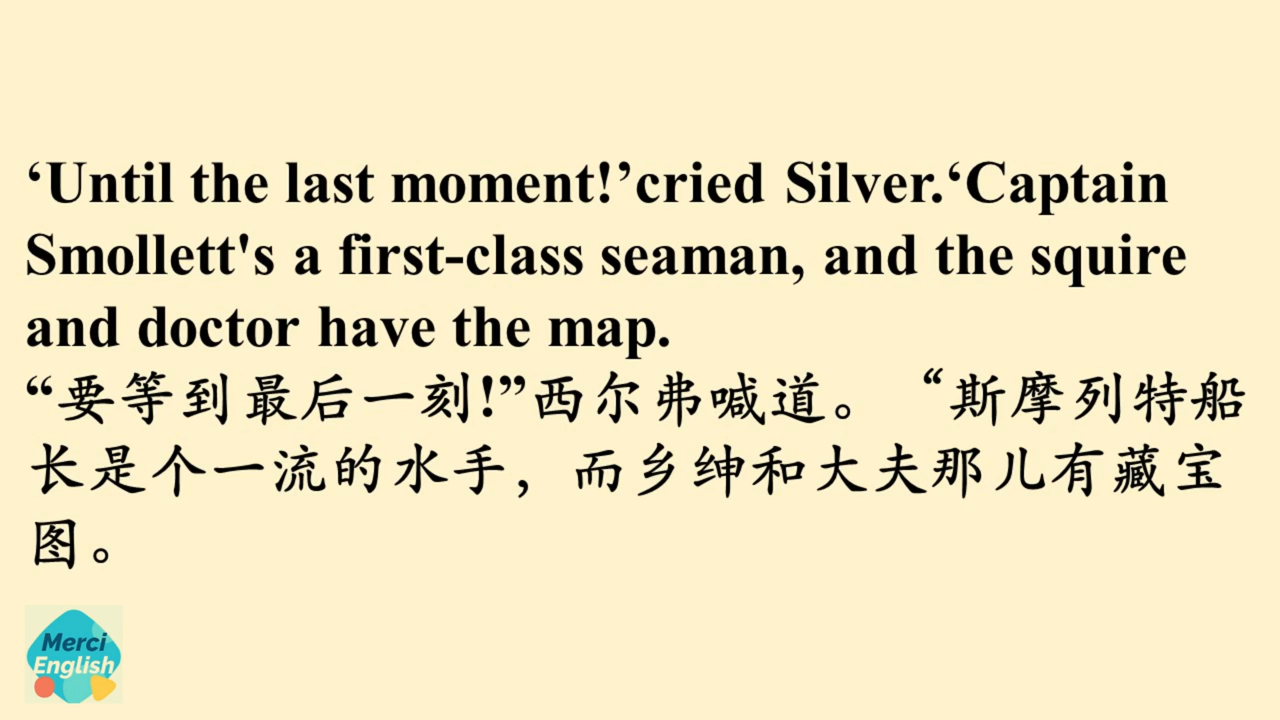 ‘Until the last moment!’cried Silver.‘Captain
Smollett's a first-class seaman, and the squire
and doctor have the map.
“要等到最后一刻!”西尔弗喊道。 “斯摩列特船
长是个一流的水手，而乡绅和大夫那儿有藏宝
图。
Merci
English